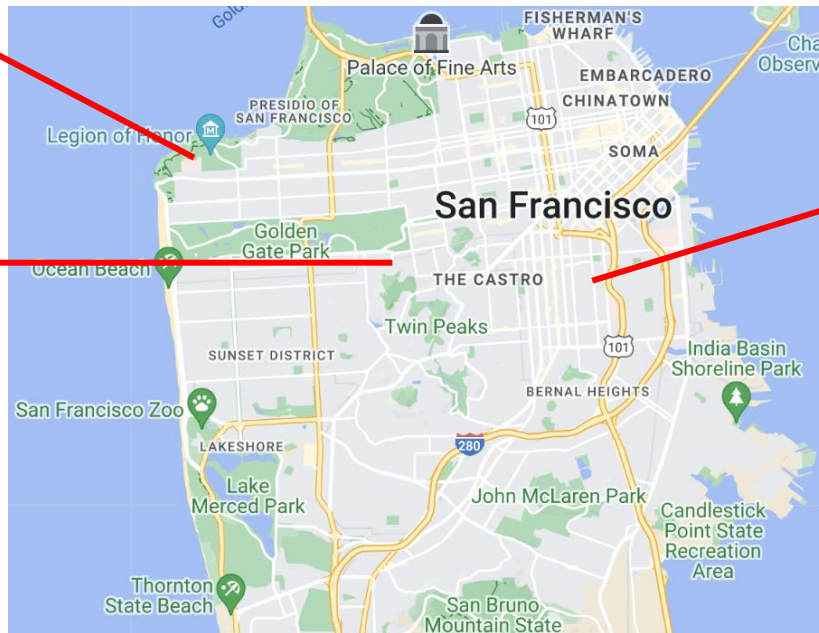 Gol
FISHERMAN'S
WHARF
Cha
Observ
Palace of Fine Arts
EMBARCADERO
CHINATOWN
PRESIDIO OF
SAN FRANCISCO
101
Legion of Honor
SOMA
San Francisco
Golden
Gate Park
Ocean Beach
THE CASTRO
Twin Peaks
SUNSET DISTRICT
101
India Basin
Shoreline Park
San Francisco Zoo
BERNAL HEIGHTS
LAKESHORE
280
Lake
Merced Park
John McLaren Park
Candlestick
Point State
Recreation
Area
Thornton
State Beach
San Bruno
Mountain State